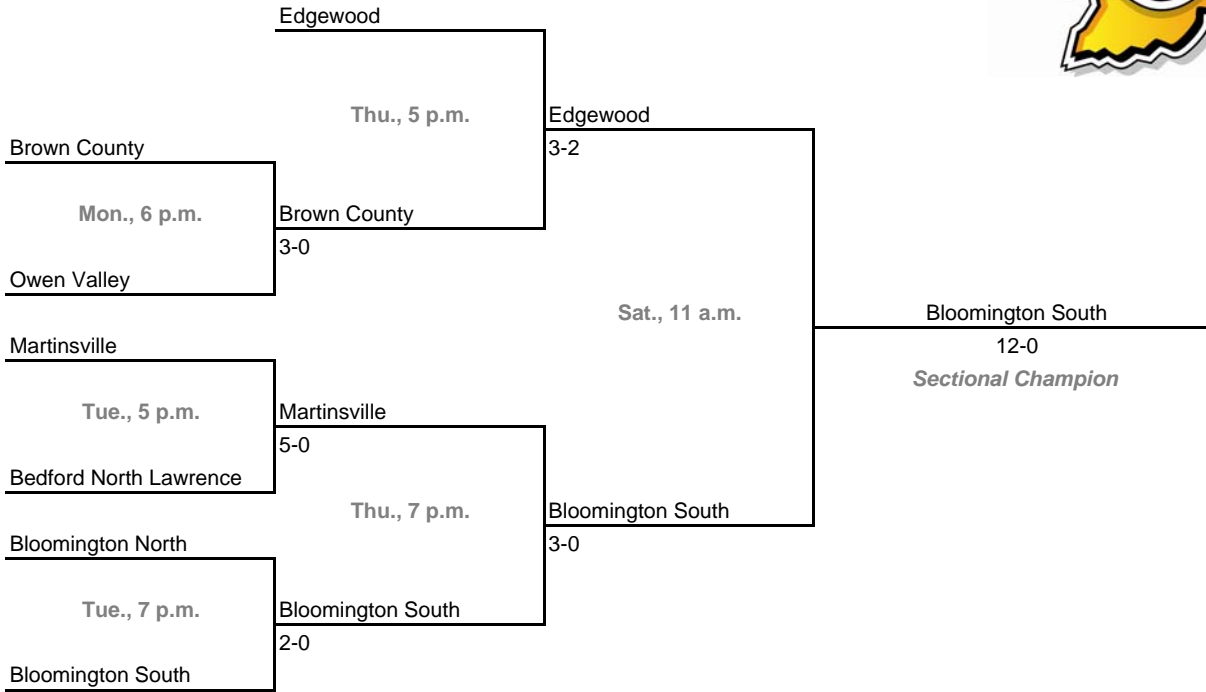 Edgewood
Thu., 5 p.m.
Edgewood
Brown County
3-2
Mon., 6 p.m.
Brown County
3-0
Owen Valley
Sat., 11 a.m.
Bloomington South
Martinsville
12-0
Sectional Champion
Tue., 5 p.m.
Martinsville
5-0
Bedford North Lawrence
Thu., 7 p.m.
Bloomington South
Bloomington North
3-0
Tue., 7 p.m.
Bloomington South
2-0
Bloomington South